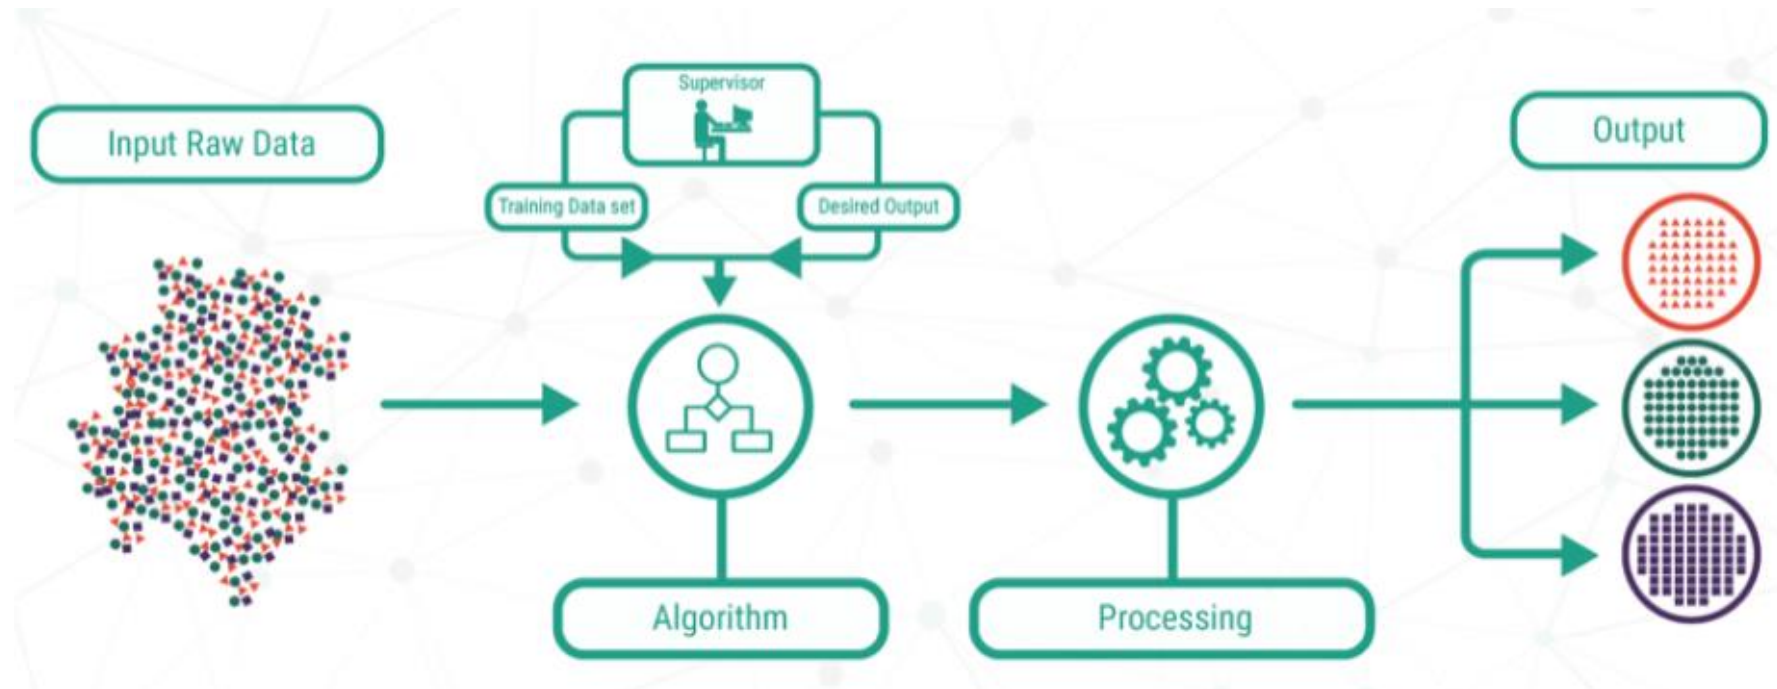 Input Raw Data
Supervisor
Training Data set
Desired Output
Algorithm
Processing
Output